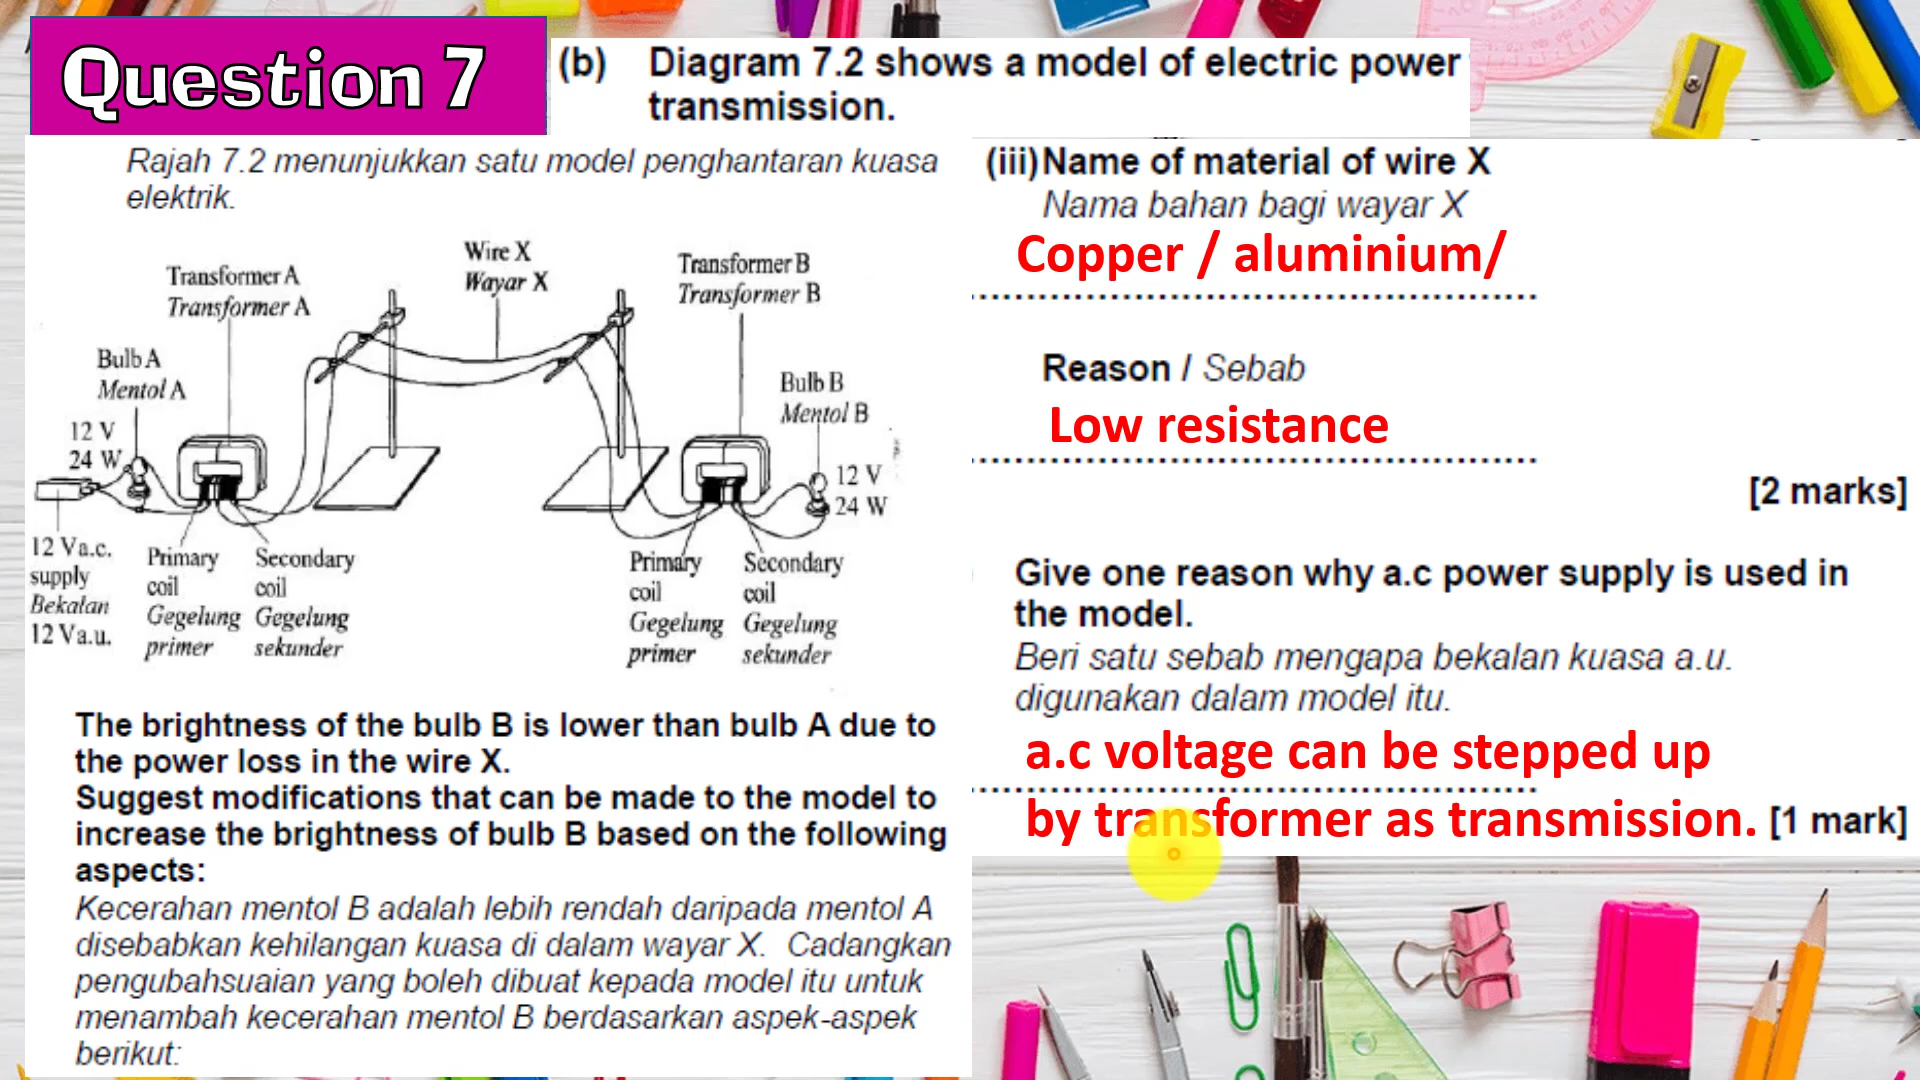 Question 7
(b) Diagram 7.2 shows a model of electric power
transmission.
Rajah 7.2 menunjukkan satu model penghantaran kuasa
elektrik.
Wire X
Wayar X
Transformer A
Transformer A
Transformer B
Transformer B
Bulb A
Mentol A
Bulb B
Mentol B
12 V
24 W
12 V
24 W
12 V a.c.
supply
Bekalan
12 V a.u.
Primary
coil
Gegelung
primer
Secondary
coil
Gegelung
sekunder
Primary
coil
Gegelung
primer
Secondary
coil
Gegelung
sekunder
The brightness of the bulb B is lower than bulb A due to
the power loss in the wire X.
Suggest modifications that can be made to the model to
increase the brightness of bulb B based on the following
aspects:
Kecerahan mentol B adalah lebih rendah daripada mentol A
disebabkan kehilangan kuasa di dalam wayar X. Cadangkan
pengubahsuaian yang boleh dibuat kepada model itu untuk
menambah kecerahan mentol B berdasarkan aspek-aspek
berikut:
(iii) Name of material of wire X
Nama bahan bagi wayar X
Copper / aluminium/
Reason / Sebab
Low resistance
[2 marks]
Give one reason why a.c power supply is used in
the model.
Beri satu sebab mengapa bekalan kuasa a.u.
digunakan dalam model itu.
a.c voltage can be stepped up
by transformer as transmission. [1 mark]